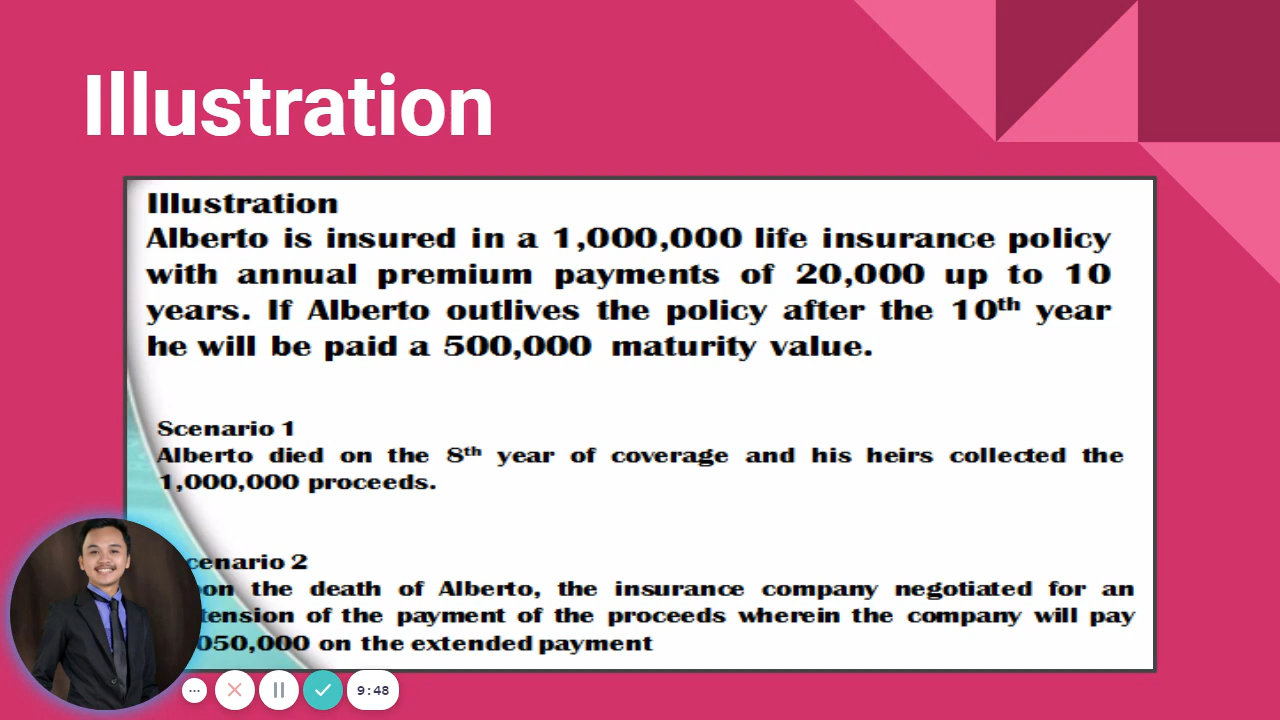 Illustration
Illustration
Alberto is insured in a 1,000,000 life insurance policy
with annual premium payments of 20,000 up to 10
years. If Alberto outlives the policy after the 10th year
he will be paid a 500,000 maturity value.
Scenario 1
Alberto died on the 8th year of coverage and his heirs collected the
1,000,000 proceeds.
cenario 2
on the death of Alberto, the insurance company negotiated for an
tension of the payment of the proceeds wherein the company will pay
050,000 on the extended payment
9:48